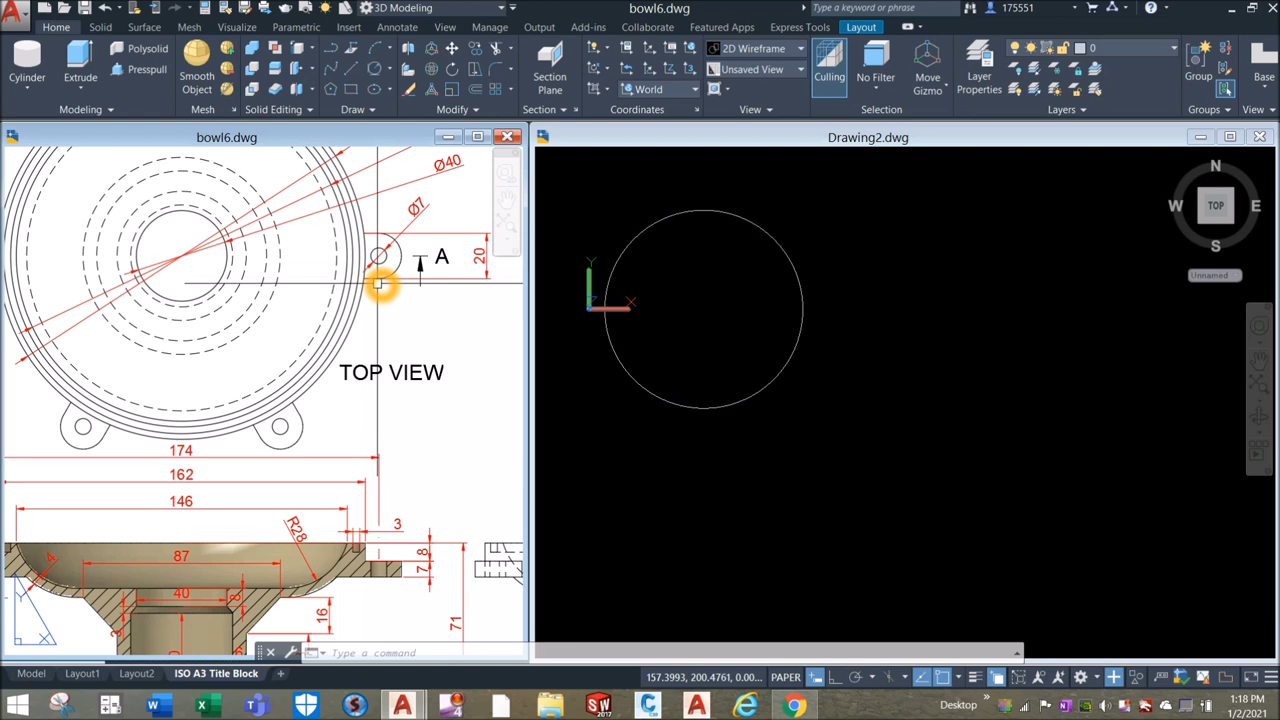 3D Modeling
bowl6.dwg
Type a keyword or phrase
175551
Home Solid Surface Mesh Visualize Parametric Insert Annotate View Manage Output Add-ins Collaborate Featured Apps Layout
Cylinder
Extrude
Polysolid
Presspull
Smooth Object
Section Plane
World
2D Wireframe
Unsaved View
Culling
No Filter
Move Gizmo
Layer Properties
0
Group
Base
Modeling
Mesh
Solid Editing
Draw
Modify
Section
Coordinates
View
Selection
Layers
Groups
View
bowl6.dwg
Drawing2.dwg
Ø40
Ø7
20
A
TOP VIEW
174
162
146
3
R28
8
4
87
7
40
8
16
71
3
Y
X
Y
X
Z
N
W
TOP
E
S
Unnamed
Type a command
Model Layout1 Layout2 ISO A3 Title Block
157.3993, 200.4761, 0.00...
PAPER
Desktop
1:18 PM
1/2/2021